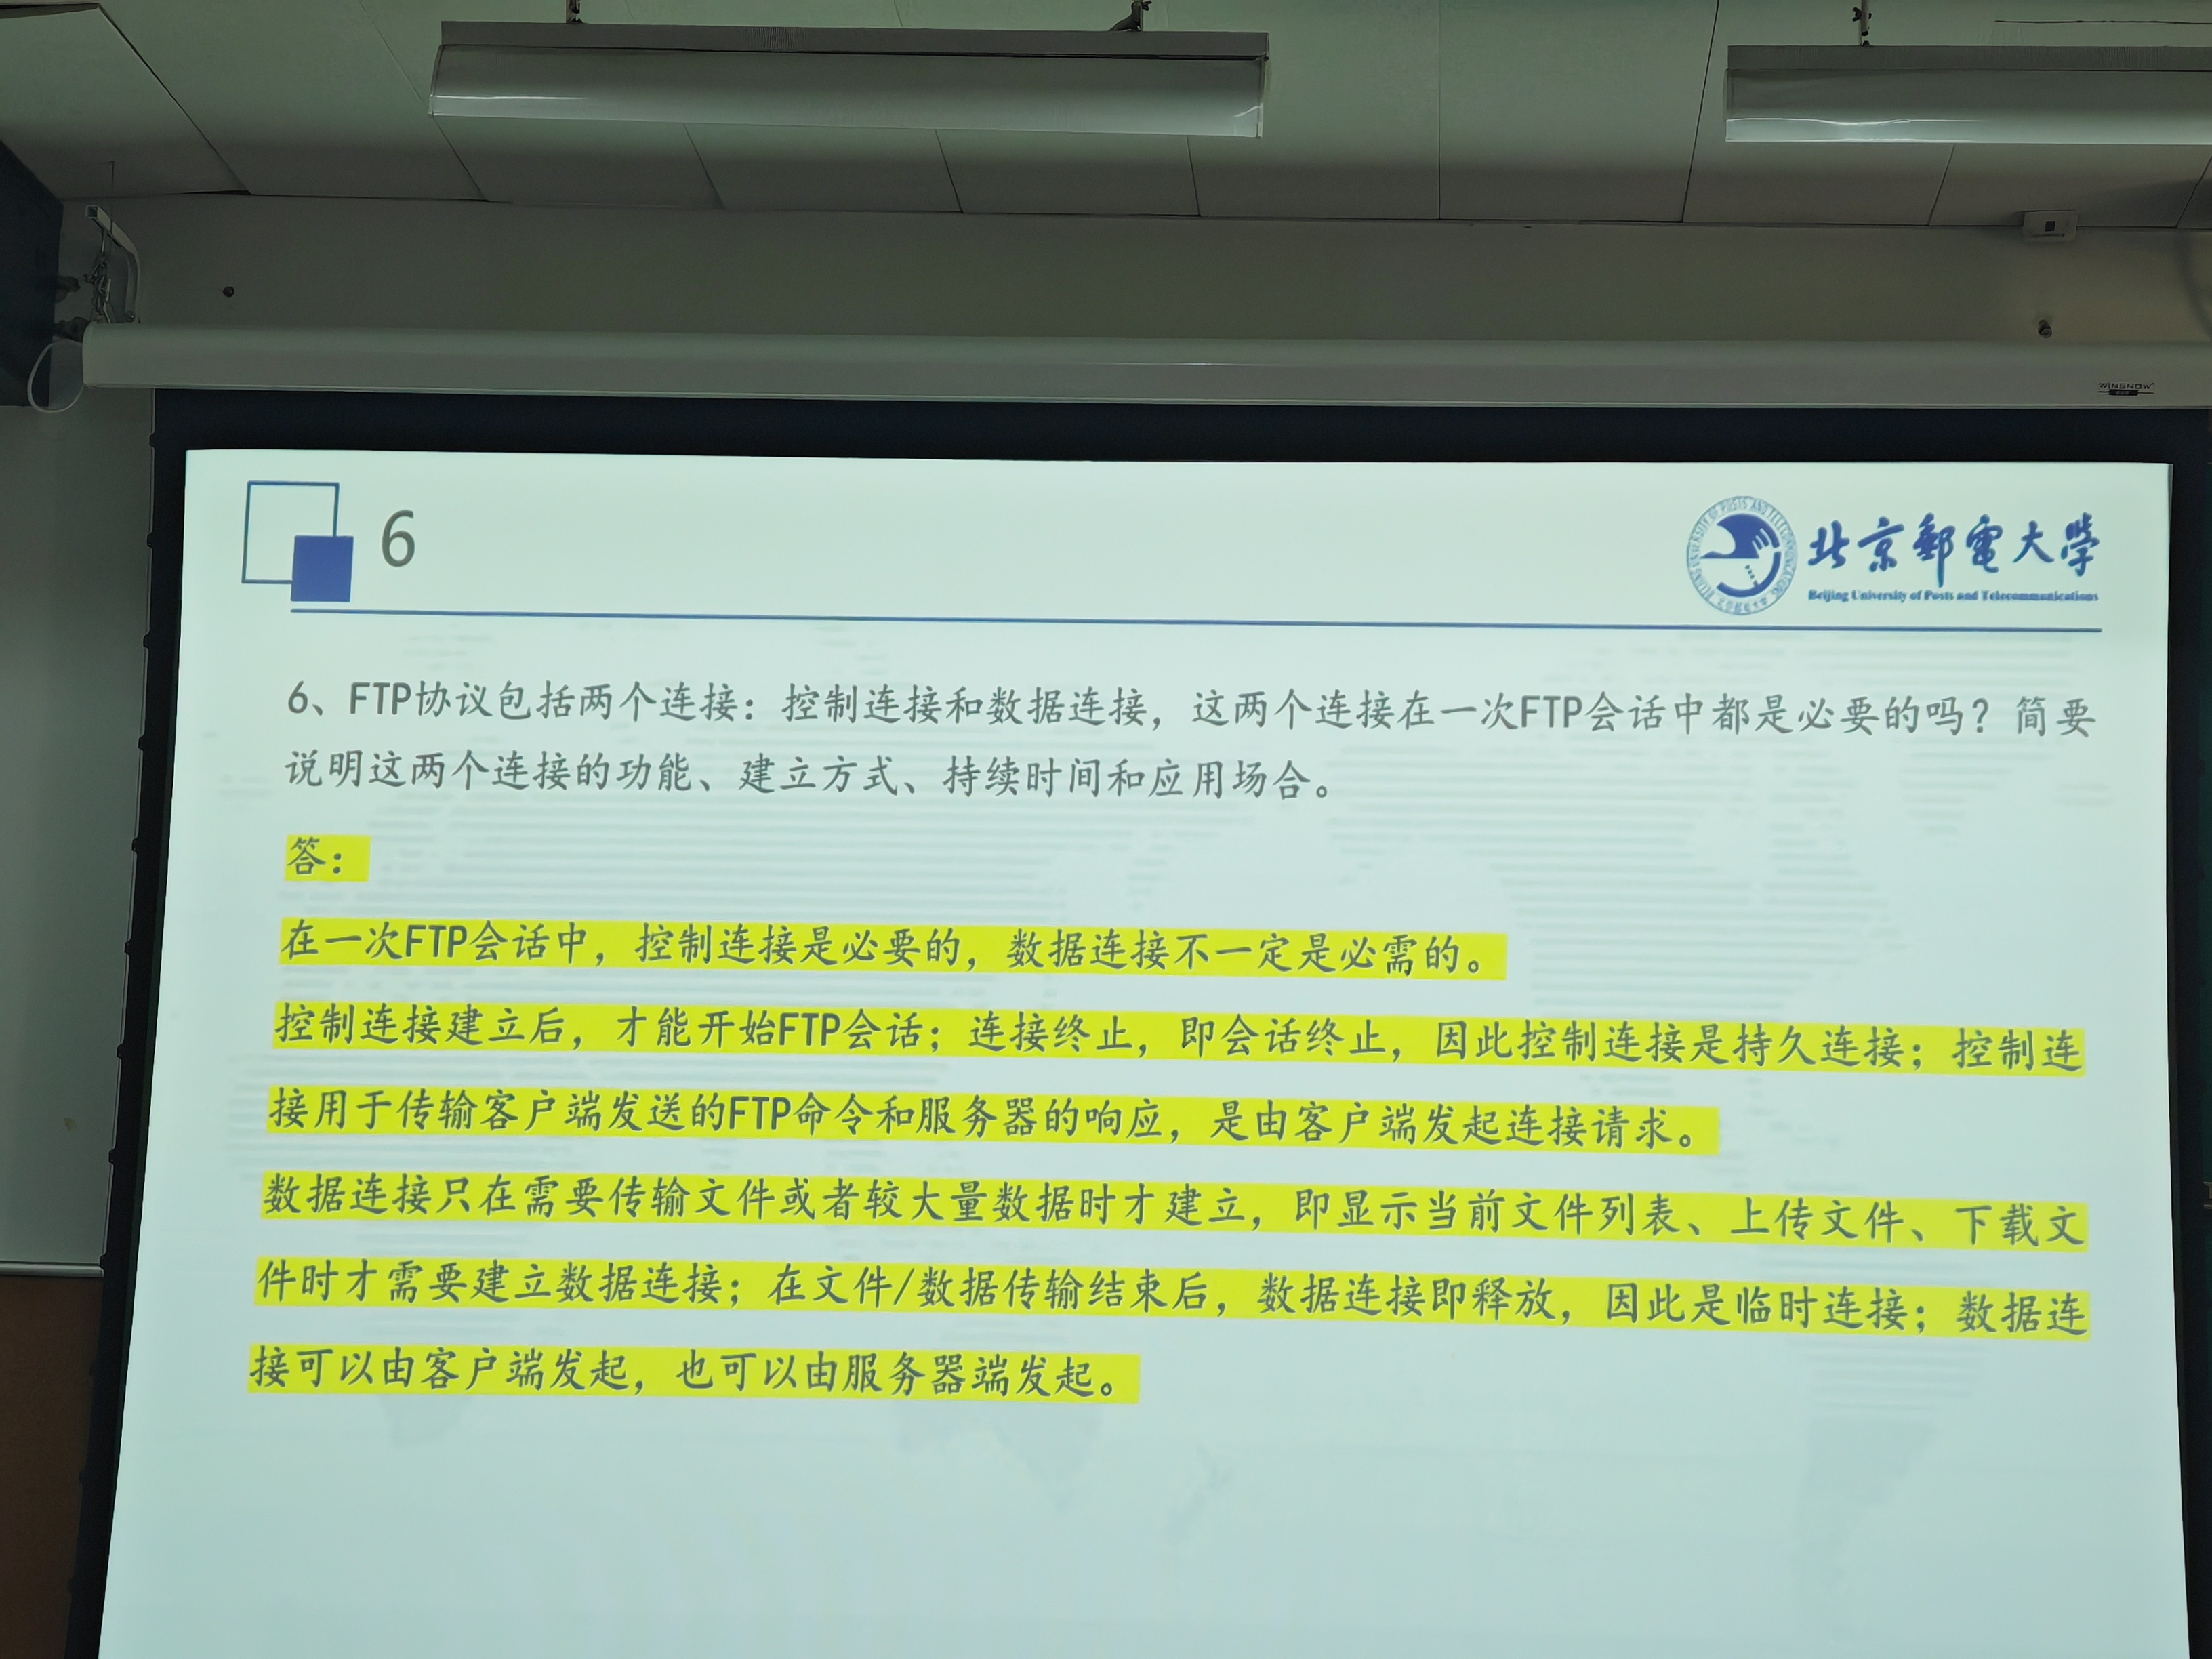 WINSNOW
6
北京邮电大学
Beijing University of Posts and Telecommunications
6、FTP协议包括两个连接：控制连接和数据连接，这两个连接在一次FTP会话中都是必要的吗？简要
说明这两个连接的功能、建立方式、持续时间和应用场合。
答：
在一次FTP会话中，控制连接是必要的，数据连接不一定是必需的。
控制连接建立后，才能开始FTP会话；连接终止，即会话终止，因此控制连接是持久连接；控制连
接用于传输客户端发送的FTP命令和服务器的响应，是由客户端发起连接请求。
数据连接只在需要传输文件或者较大量数据时才建立，即显示当前文件列表、上传文件、下载文
件时才需要建立数据连接；在文件/数据传输结束后，数据连接即释放，因此是临时连接；数据连
接可以由客户端发起，也可以由服务器端发起。